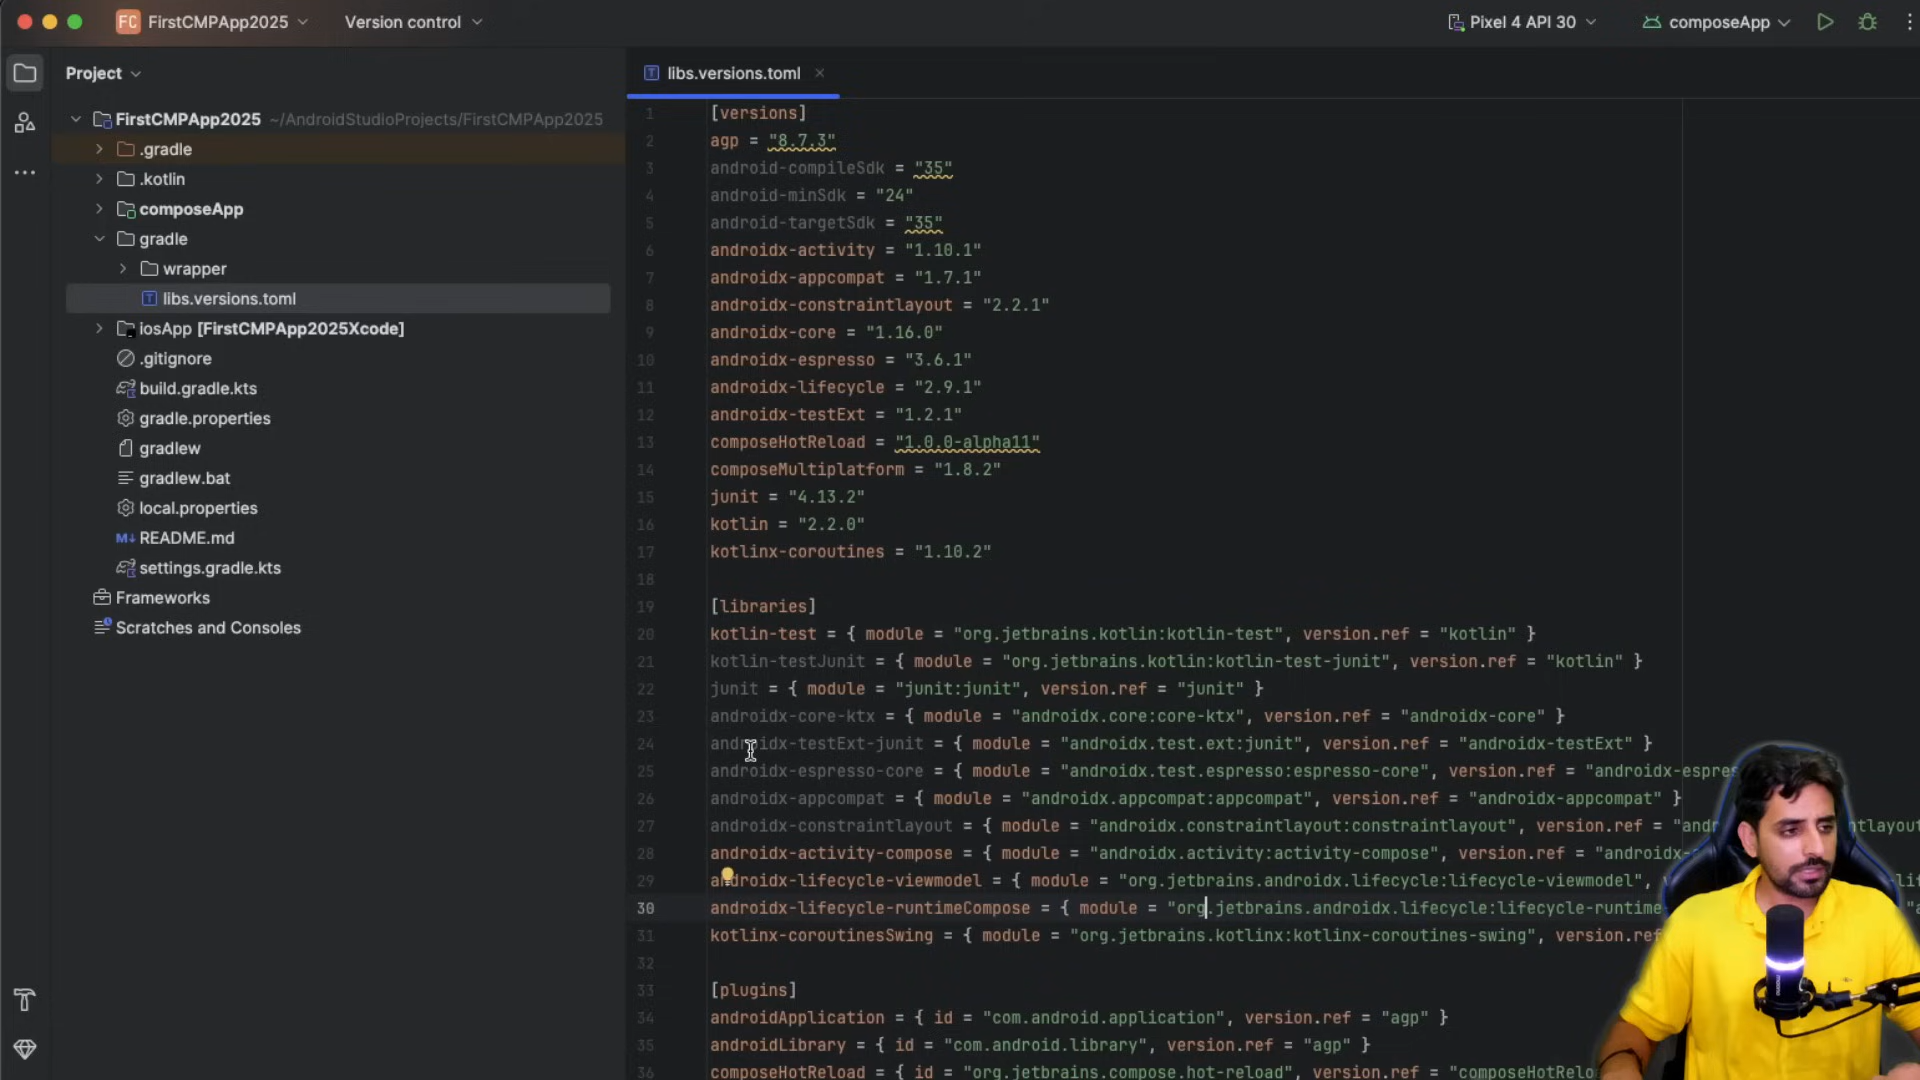 FC FirstCMPApp2025 Version control Pixel 4 API 30 composeApp
Project
FirstCMPApp2025 ~/AndroidStudioProjects/FirstCMPApp2025
.gradle
.kotlin
composeApp
gradle
wrapper
libs.versions.toml
iosApp [FirstCMPApp2025Xcode]
.gitignore
build.gradle.kts
gradle.properties
gradlew
gradlew.bat
local.properties
M↓ README.md
settings.gradle.kts
Frameworks
Scratches and Consoles
T libs.versions.toml
1 [versions]
2 agp = "8.7.3"
3 android-compileSdk = "35"
4 android-minSdk = "24"
5 android-targetSdk = "35"
6 androidx-activity = "1.10.1"
7 androidx-appcompat = "1.7.1"
8 androidx-constraintlayout = "2.2.1"
9 androidx-core = "1.16.0"
10 androidx-espresso = "3.6.1"
11 androidx-lifecycle = "2.9.1"
12 androidx-testExt = "1.2.1"
13 composeHotReload = "1.0.0-alpha11"
14 composeMultiplatform = "1.8.2"
15 junit = "4.13.2"
16 kotlin = "2.2.0"
17 kotlinx-coroutines = "1.10.2"
18
19 [libraries]
20 kotlin-test = { module = "org.jetbrains.kotlin:kotlin-test", version.ref = "kotlin" }
21 kotlin-testJunit = { module = "org.jetbrains.kotlin:kotlin-test-junit", version.ref = "kotlin" }
22 junit = { module = "junit:junit", version.ref = "junit" }
23 androidx-core-ktx = { module = "androidx.core:core-ktx", version.ref = "androidx-core" }
24 androidx-testExt-junit = { module = "androidx.test.ext:junit", version.ref = "androidx-testExt" }
25 androidx-espresso-core = { module = "androidx.test.espresso:espresso-core", version.ref = "androidx-espre
26 androidx-appcompat = { module = "androidx.appcompat:appcompat", version.ref = "androidx-appcompat" }
27 androidx-constraintlayout = { module = "androidx.constraintlayout:constraintlayout", version.ref =
28 androidx-activity-compose = { module = "androidx.activity:activity-compose", version.ref =
29 androidx-lifecycle-viewmodel = { module = "org.jetbrains.androidx.lifecycle:lifecycle-viewmodel",
30 androidx-lifecycle-runtimeCompose = { module = "org.jetbrains.androidx.lifecycle:lifecycle-runtime
31 kotlinx-coroutinesSwing = { module = "org.jetbrains.kotlinx:kotlinx-coroutines-swing", version.ref
32
33 [plugins]
34 androidApplication = { id = "com.android.application", version.ref = "agp" }
35 androidLibrary = { id = "com.android.library", version.ref = "agp" }
36 composeHotReload = { id = "org.jetbrains.compose.hot-reload", version.ref = "composeHotReloa